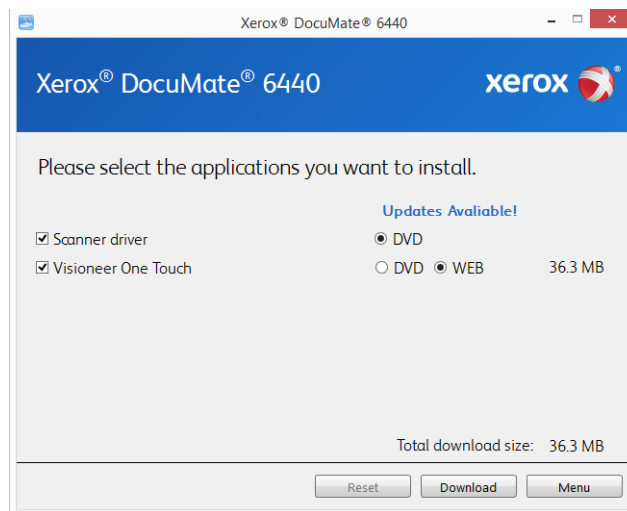 Xerox® DocuMate® 6440
Xerox® DocuMate® 6440 xerox ®
Please select the applications you want to install.
Updates Avaliable!
Scanner driver DVD
Visioneer One Touch DVD WEB 36.3 MB
Total download size: 36.3 MB
Reset Download Menu